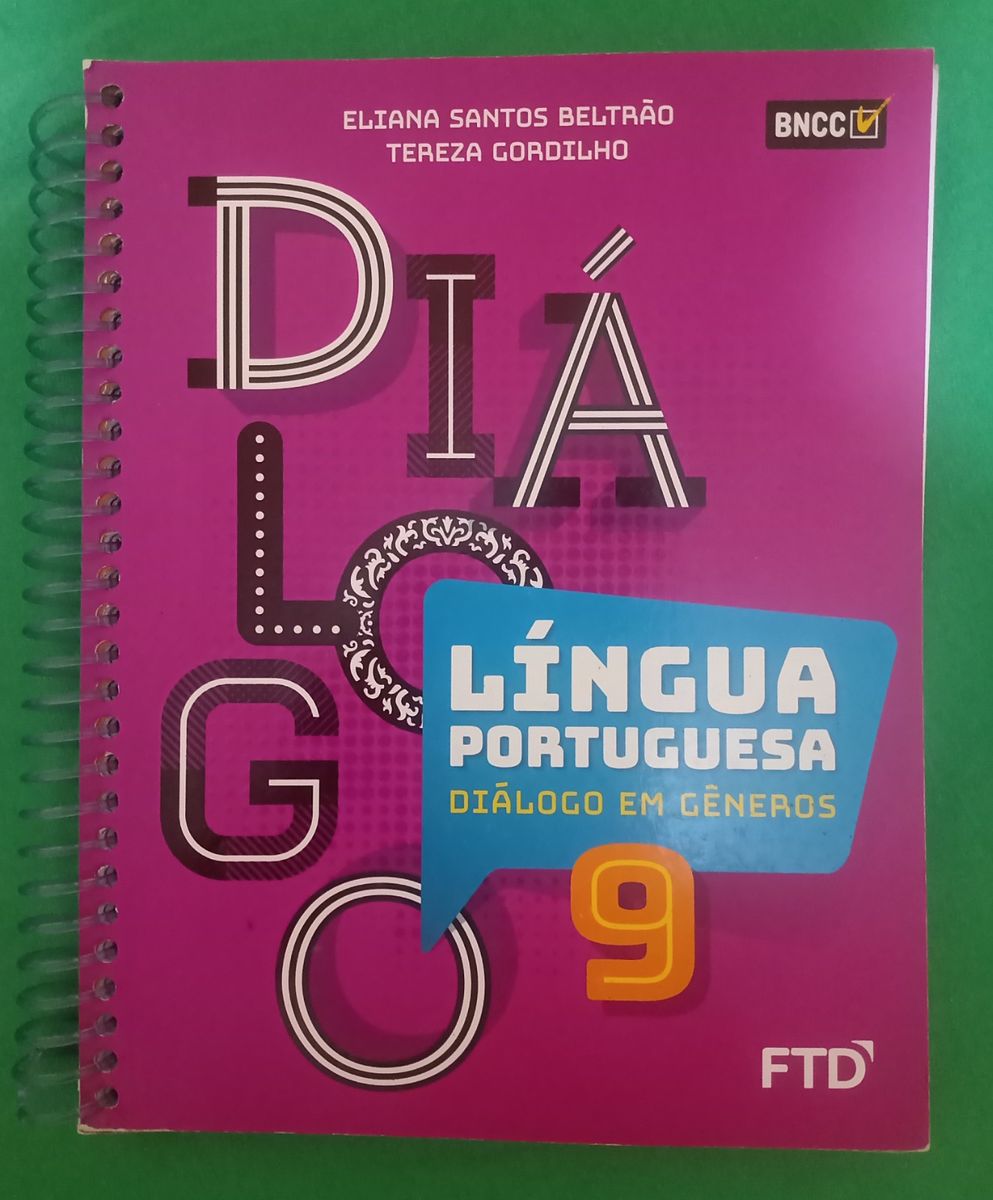 ELIANA SANTOS BELTRÃO
TEREZA GORDILHO
BNCC
DIÁ
LO
GO
LÍNGUA
PORTUGUESA
DIÁLOGO EM GÊNEROS
9
FTD